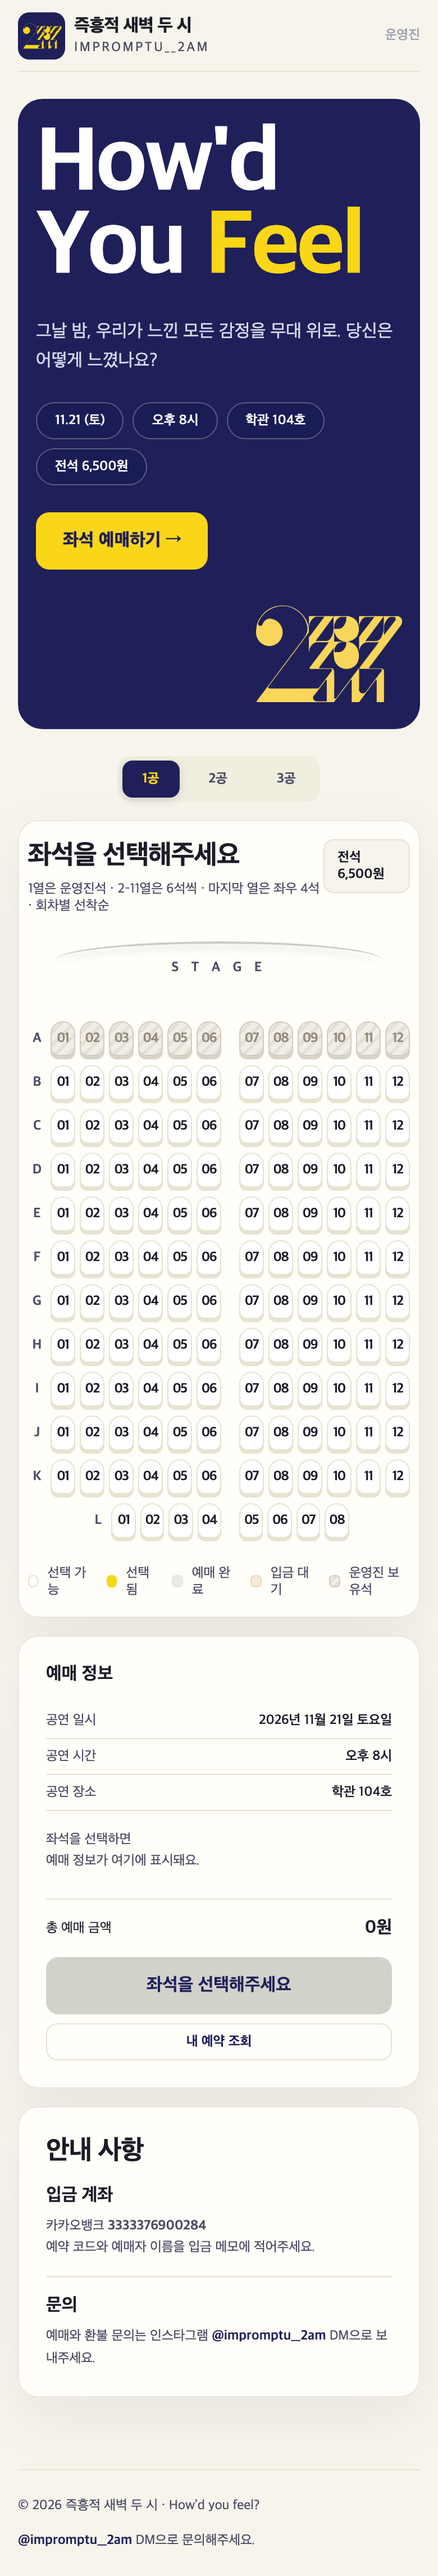 2AM 즉흥적 새벽 두 시
IMPROMPTU__2AM
운영진
How'd
You Feel
그날 밤, 우리가 느낀 모든 감정을 무대 위로. 당신은
어떻게 느꼈나요?
11.21 (토) 오후 8시 학관 104호
전석 6,500원
좌석 예매하기 →
2AM
1공 2공 3공
좌석을 선택해주세요
전석
6,500원
1열은 운영진석 · 2-11열은 6석씩 · 마지막 열은 좌우 4석
· 회차별 선착순
STAGE
A 01 02 03 04 05 06 07 08 09 10 11 12
B 01 02 03 04 05 06 07 08 09 10 11 12
C 01 02 03 04 05 06 07 08 09 10 11 12
D 01 02 03 04 05 06 07 08 09 10 11 12
E 01 02 03 04 05 06 07 08 09 10 11 12
F 01 02 03 04 05 06 07 08 09 10 11 12
G 01 02 03 04 05 06 07 08 09 10 11 12
H 01 02 03 04 05 06 07 08 09 10 11 12
I 01 02 03 04 05 06 07 08 09 10 11 12
J 01 02 03 04 05 06 07 08 09 10 11 12
K 01 02 03 04 05 06 07 08 09 10 11 12
L 01 02 03 04 05 06 07 08
선택 가
능
선택
됨
예매 완
료
입금 대
기
운영진 보
유석
예매 정보
공연 일시 2026년 11월 21일 토요일
공연 시간 오후 8시
공연 장소 학관 104호
좌석을 선택하면
예매 정보가 여기에 표시돼요.
총 예매 금액 0원
좌석을 선택해주세요
내 예약 조회
안내 사항
입금 계좌
카카오뱅크 3333376900284
예약 코드와 예매자 이름을 입금 메모에 적어주세요.
문의
예매와 환불 문의는 인스타그램 @impromptu__2am DM으로 보
내주세요.
© 2026 즉흥적 새벽 두 시 · How'd you feel?
@impromptu__2am DM으로 문의해주세요.